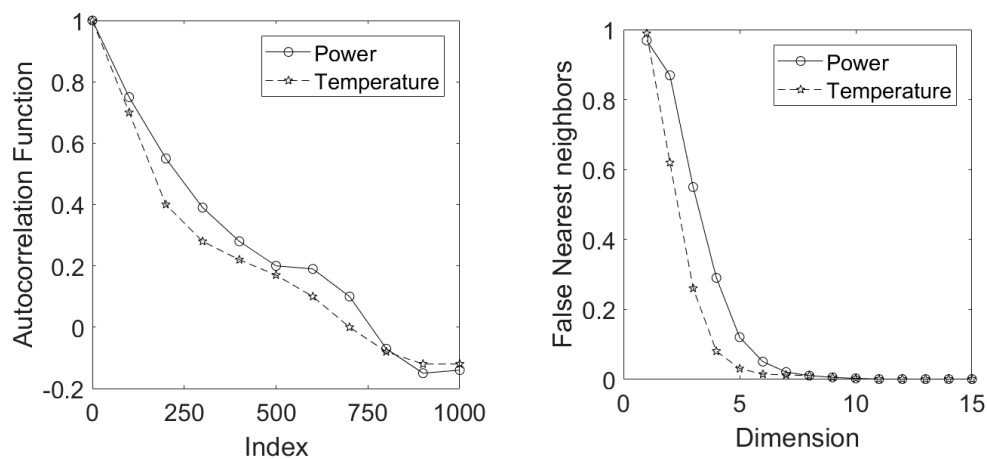 Autocorrelation Function
1
0.8
0.6
0.4
0.2
0
-0.2
0
250
500
750
1000
Index
Power
Temperature
False Nearest neighbors
1
0.8
0.6
0.4
0.2
0
0
5
10
15
Dimension
Power
Temperature